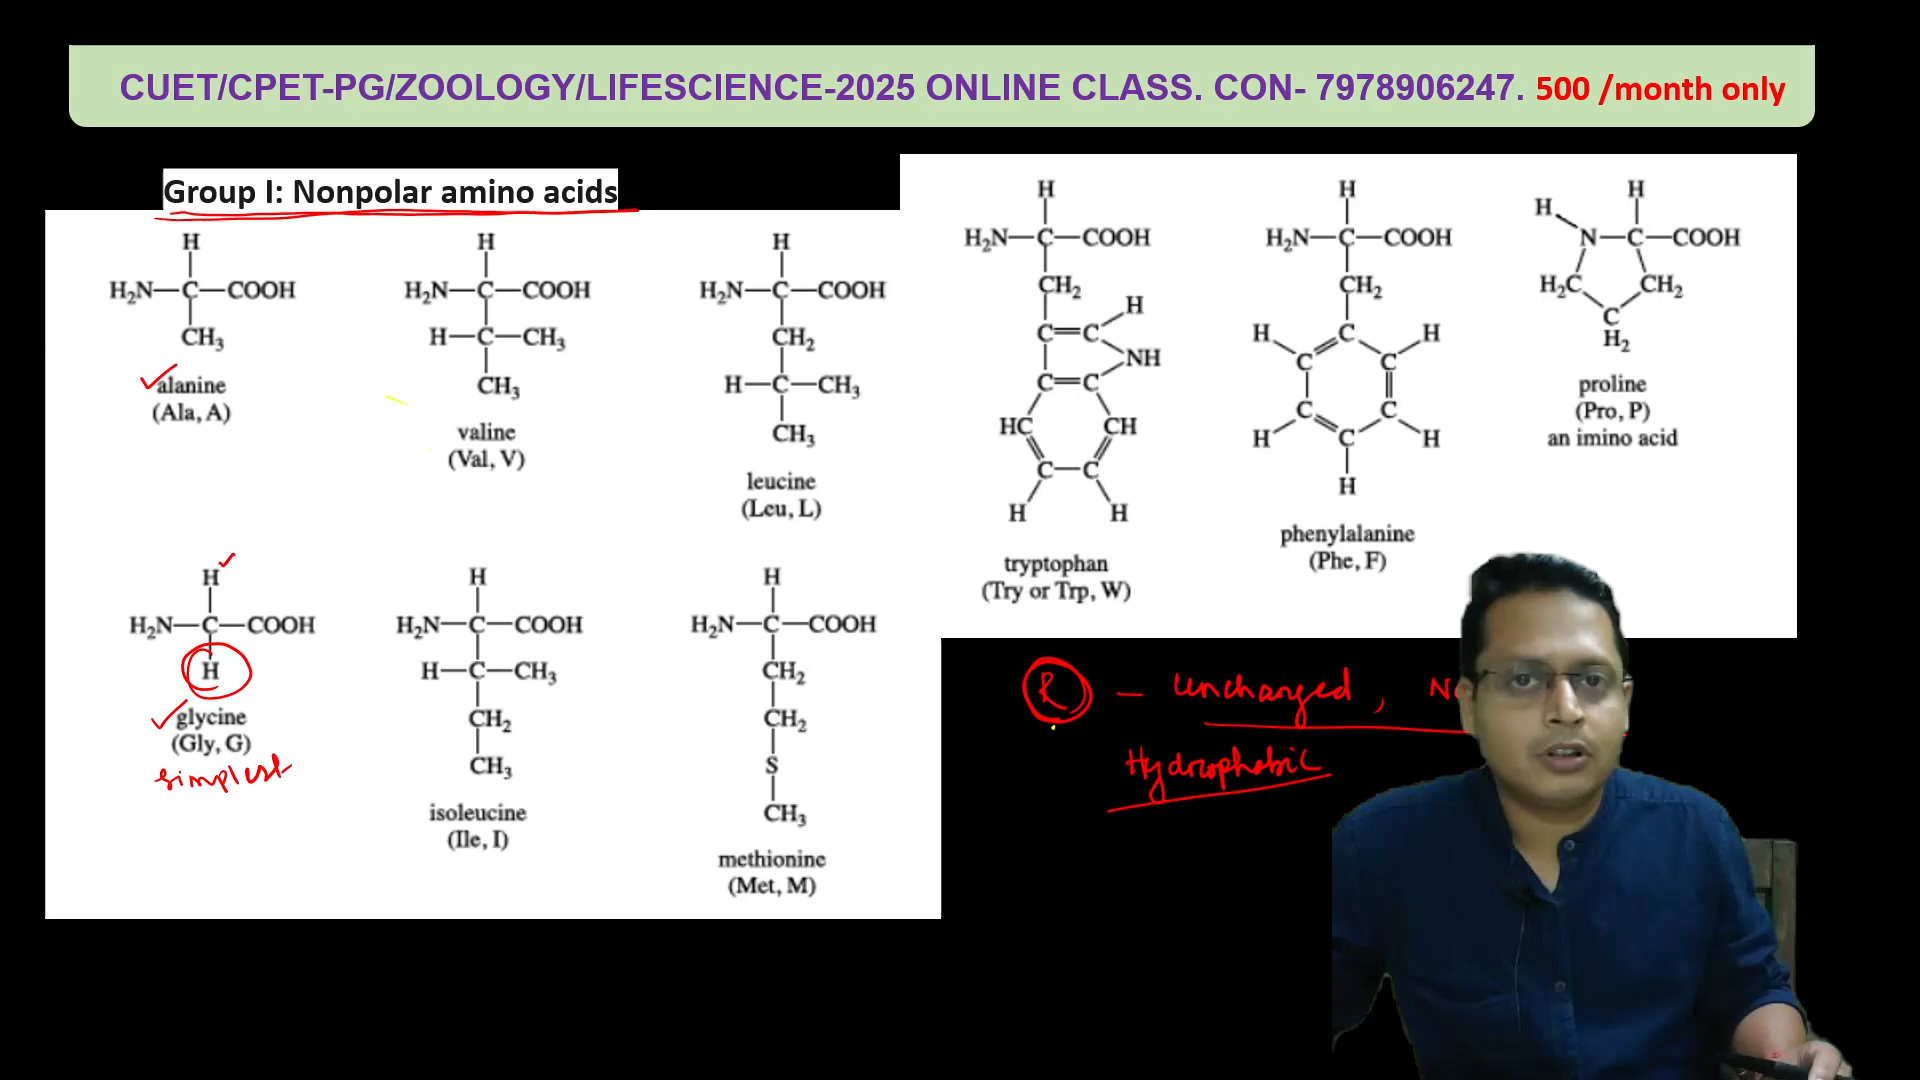 CUET/CPET-PG/ZOOLOGY/LIFESCIENCE-2025 ONLINE CLASS. CON- 7978906247. 500 /month only
Group I: Nonpolar amino acids
H
H₂N—C—COOH
CH₃
alanine
(Ala, A)
H
H₂N—C—COOH
H—C—CH₃
CH₃
valine
(Val, V)
H
H₂N—C—COOH
CH₂
H—C—CH₃
CH₃
leucine
(Leu, L)
H
H₂N—C—COOH
H
glycine
(Gly, G)
simplest
H
H₂N—C—COOH
H—C—CH₃
CH₂
CH₃
isoleucine
(Ile, I)
H
H₂N—C—COOH
CH₂
CH₂
S
CH₃
methionine
(Met, M)
H
H₂N—C—COOH
CH₂
H
C=C
NH
C=C
HC CH
C—C
H H
tryptophan
(Try or Trp, W)
H
H₂N—C—COOH
CH₂
H C H
C C
C C
H C H
H
phenylalanine
(Phe, F)
H H
N—C—COOH
H₂C CH₂
C
H₂
proline
(Pro, P)
an imino acid
R — uncharged,
Hydrophobic